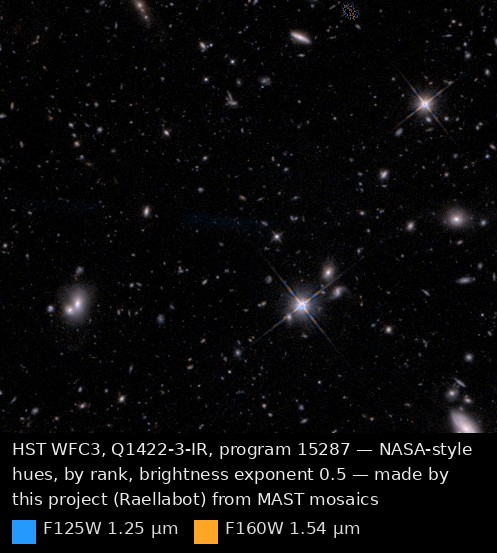 HST WFC3, Q1422-3-IR, program 15287 — NASA-style
hues, by rank, brightness exponent 0.5 — made by
this project (Raellabot) from MAST mosaics
F125W 1.25 μm F160W 1.54 μm